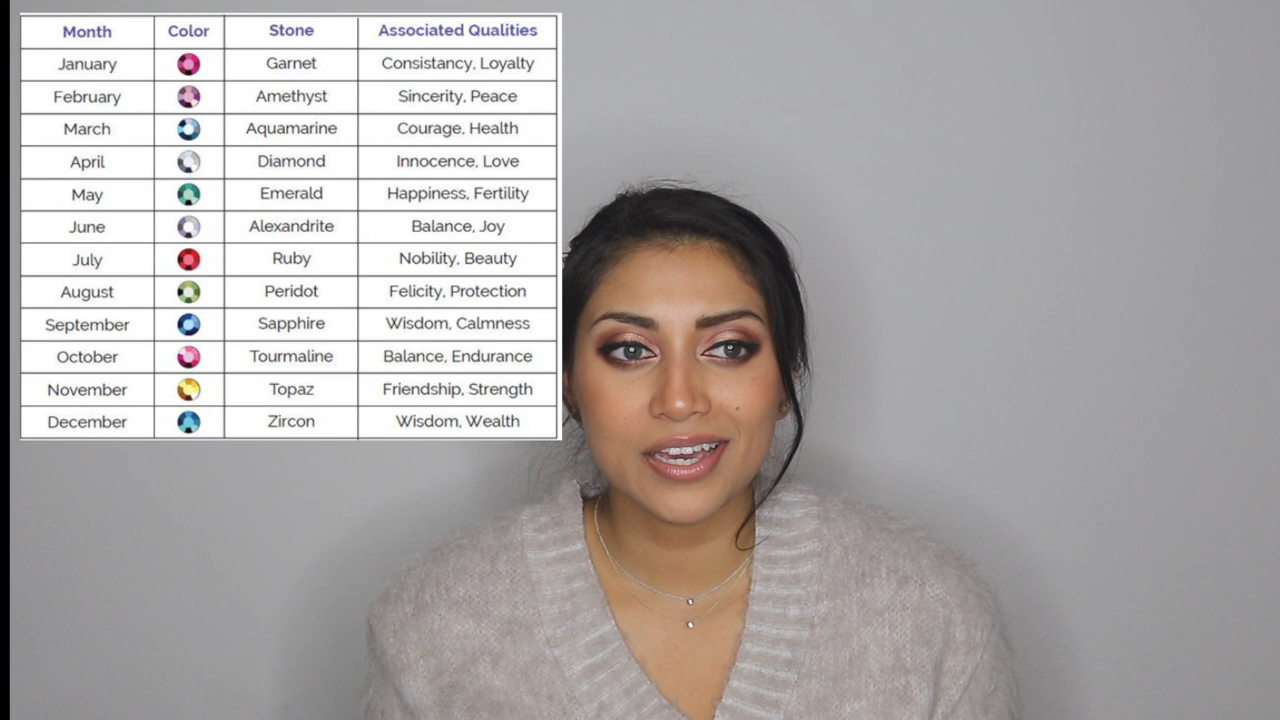 Month Color Stone Associated Qualities
January Garnet Consistancy, Loyalty
February Amethyst Sincerity, Peace
March Aquamarine Courage, Health
April Diamond Innocence, Love
May Emerald Happiness, Fertility
June Alexandrite Balance, Joy
July Ruby Nobility, Beauty
August Peridot Felicity, Protection
September Sapphire Wisdom, Calmness
October Tourmaline Balance, Endurance
November Topaz Friendship, Strength
December Zircon Wisdom, Wealth